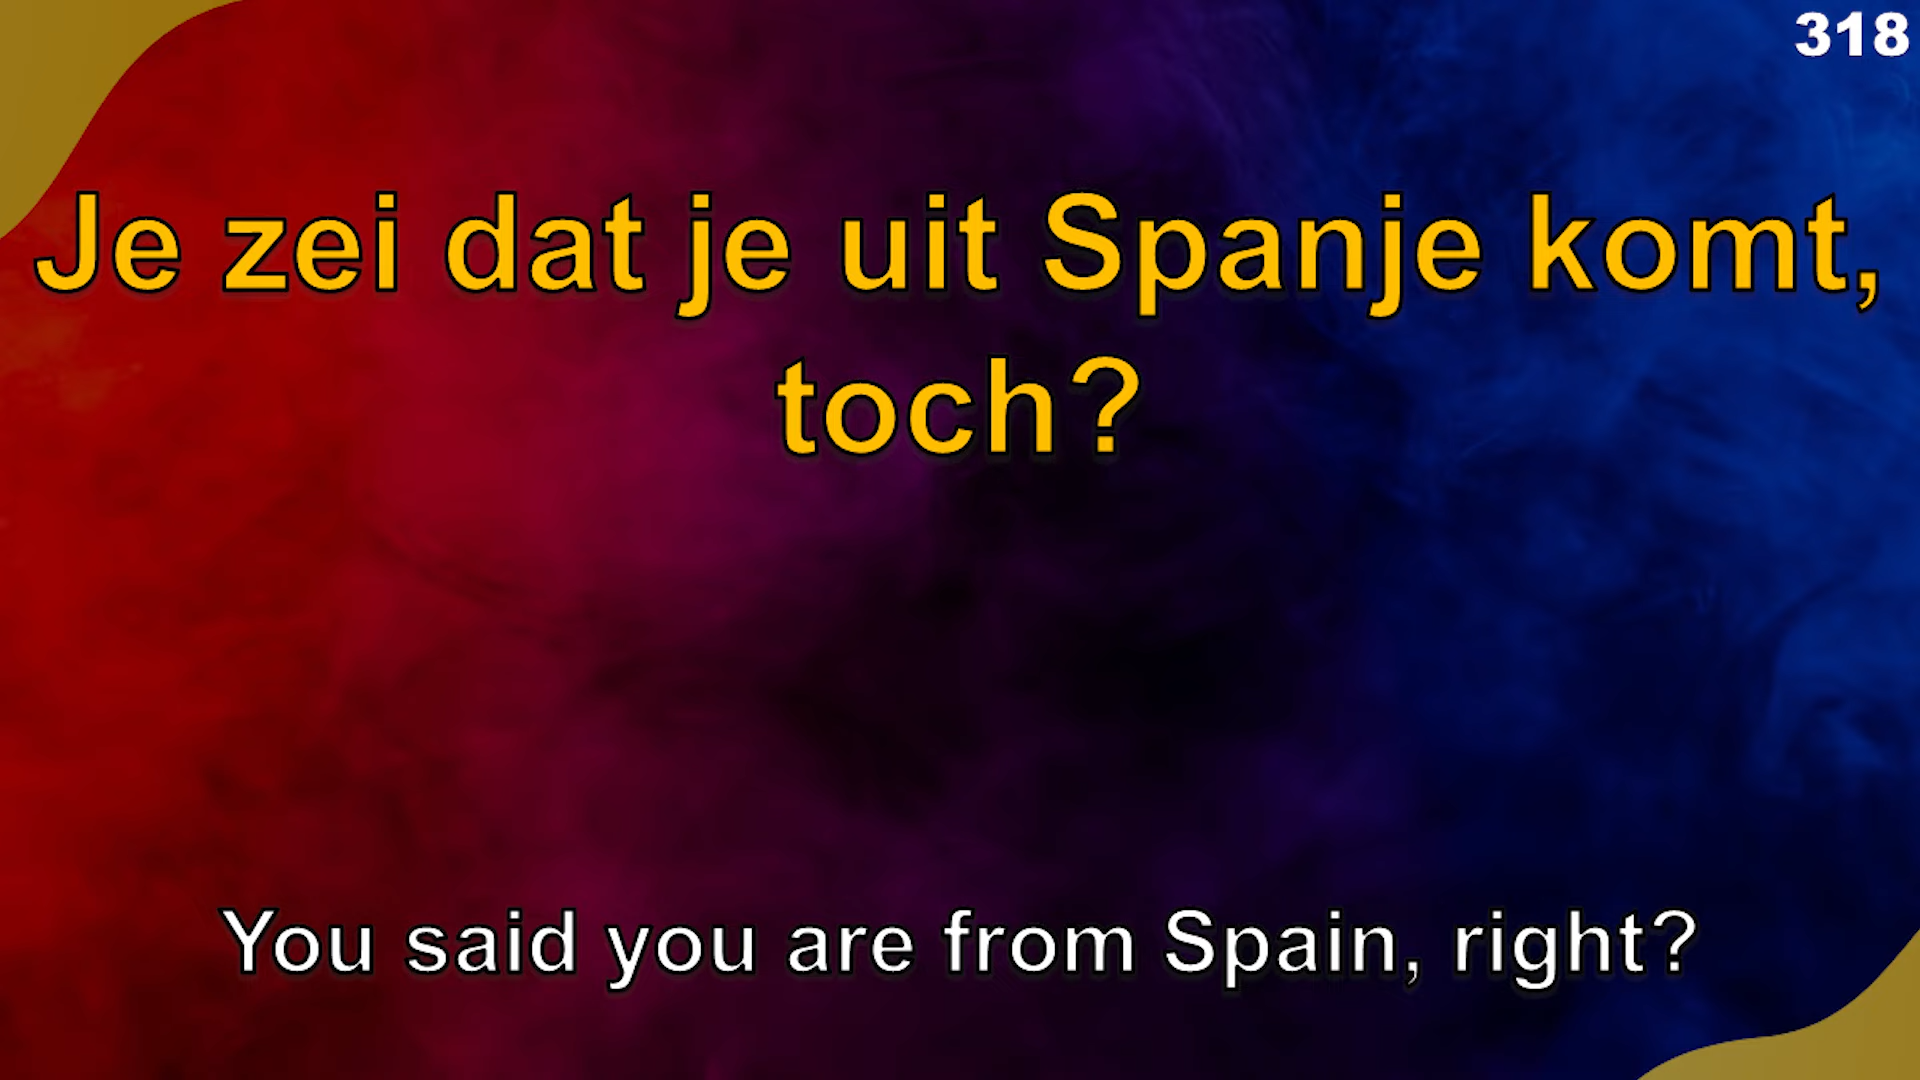 318
Je zei dat je uit Spanje komt,
toch?
You said you are from Spain, right?